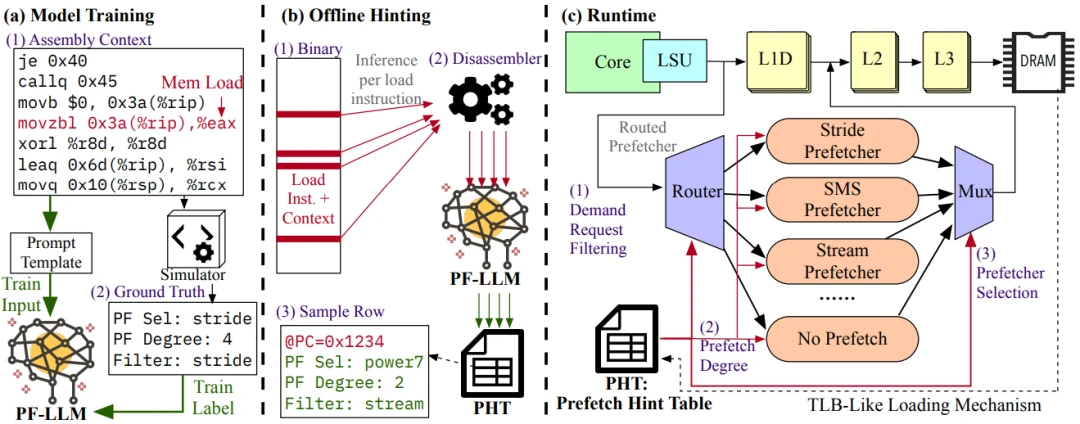 (a) Model Training
(1) Assembly Context
je 0x40
callq 0x45
movb $0, 0x3a(%rip)
Mem Load
movzbl 0x3a(%rip),%eax
xorl %r8d, %r8d
leaq 0x6d(%rip), %rsi
movq 0x10(%rsp), %rcx
Prompt
Template
Simulator
Train
Input
(2) Ground Truth
PF Sel: stride
PF Degree: 4
Filter: stride
Train
Label
PF-LLM
(b) Offline Hinting
(1) Binary
Inference
per load
instruction
(2) Disassembler
Load
Inst. +
Context
PF-LLM
(3) Sample Row
@PC=0x1234
PF Sel: power7
PF Degree: 2
Filter: stream
PHT
(c) Runtime
Core
LSU
L1D
L2
L3
DRAM
Routed
Prefetcher
Router
Stride
Prefetcher
SMS
Prefetcher
Stream
Prefetcher
......
No Prefetch
Mux
(1)
Demand
Request
Filtering
(2)
Prefetch
Degree
(3)
Prefetcher
Selection
PHT:
Prefetch Hint Table
TLB-Like Loading Mechanism